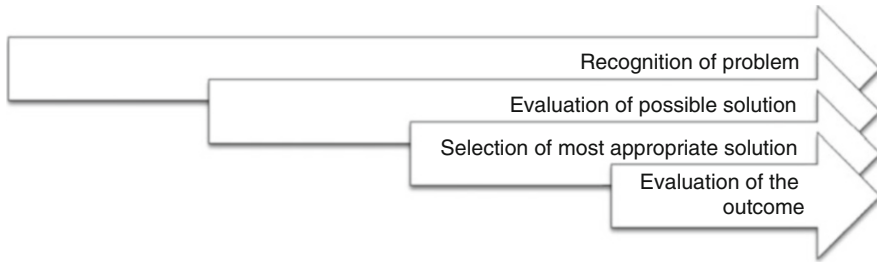 Recognition of problem
Evaluation of possible solution
Selection of most appropriate solution
Evaluation of the
outcome